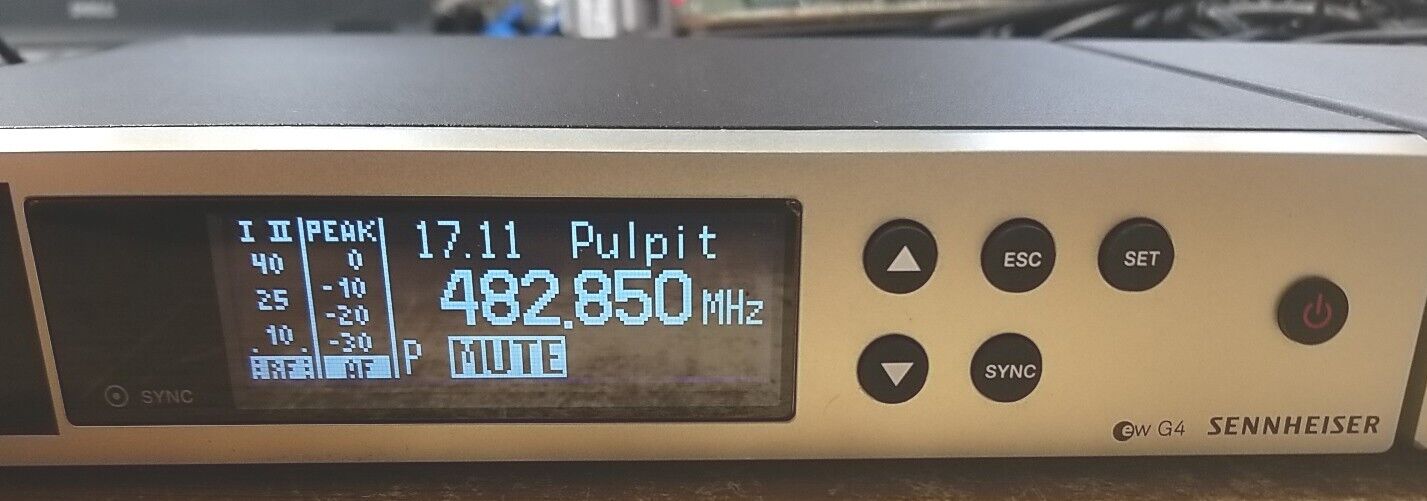 DELL
I II PEAK 17.11 Pulpit
40 0
25 -10
482.850 MHz
-20
10 -30
RF AF P MUTE
SYNC
ESC SET
SYNC
ew G4 SENNHEISER